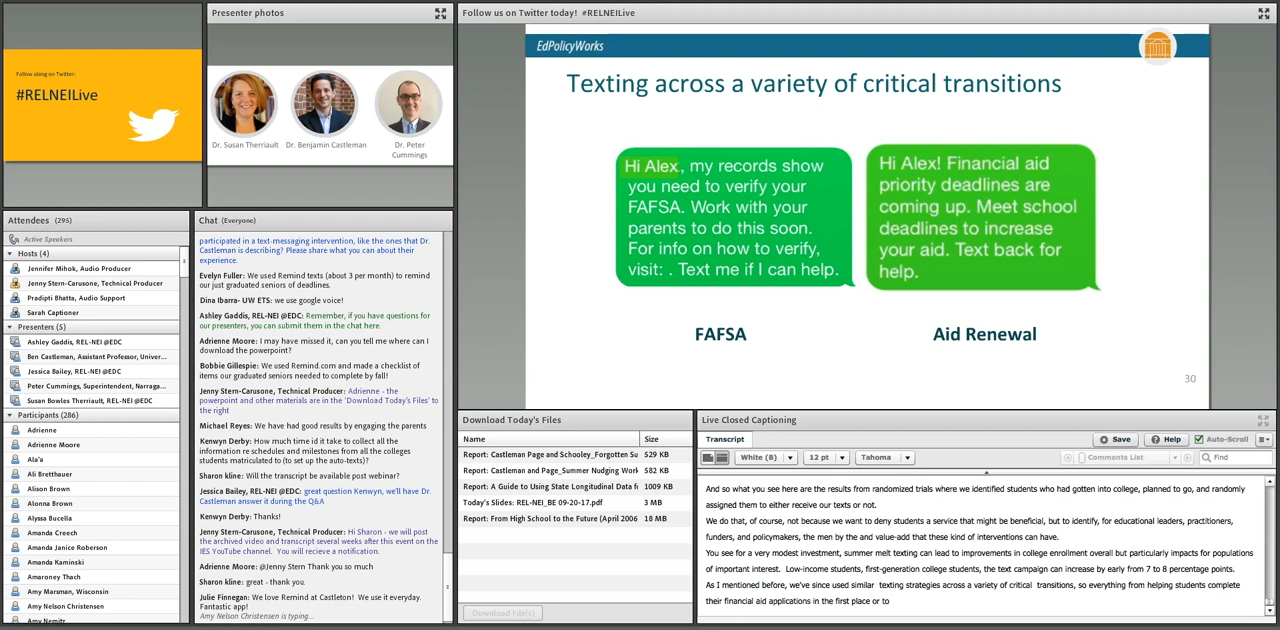 Follow along on Twitter:
#RELNEILive
Presenter photos
Dr. Susan Therriault
Dr. Benjamin Castleman
Dr. Peter
Cummings
Attendees (295)
Active Speakers
Hosts (4)
Jennifer Mihok, Audio Producer
Jenny Stern-Carusone, Technical Producer
Pradipti Bhatta, Audio Support
Sarah Captioner
Presenters (5)
Ashley Gaddis, REL-NEI @EDC
Ben Castleman, Assistant Professor, Univer...
Jessica Bailey, REL-NEI @EDC
Peter Cummings, Superintendent, Narraga...
Susan Bowles Therriault, REL-NEI @EDC
Participants (286)
Adrienne
Adrienne Moore
Ala'a
Ali Bretthauer
Alison Brown
Alonna Brown
Alyssa Bucella
Amanda Creech
Amanda Janice Roberson
Amanda Kaminski
Amaroney Thach
Amy Marsman, Wisconsin
Amy Nelson Christensen
Amy Nemitz
Chat (Everyone)
participated in a text-messaging intervention, like the ones that Dr.
Castleman is describing? Please share what you can about their
experience.
Evelyn Fuller: We used Remind texts (about 3 per month) to remind
our just graduated seniors of deadlines.
Dina Ibarra- UW ETS: we use google voice!
Ashley Gaddis, REL-NEI @EDC: Remember, if you have questions for
our presenters, you can submit them in the chat here.
Adrienne Moore: I may have missed it, can you tell me where can I
download the powerpoint?
Bobbie Gillespie: We used Remind.com and made a checklist of
items our graduated seniors needed to complete by fall!
Jenny Stern-Carusone, Technical Producer: Adrienne - the
powerpoint and other materials are in the 'Download Today's Files' to
the right
Michael Reyes: We have had good results by engaging the parents
Kenwyn Derby: How much time id it take to collect all the
information re schedules and milestones from all the colleges
students matriculated to (to set up the auto-texts)?
Sharon kline: Will the transcript be available post webinar?
Jessica Bailey, REL-NEI @EDC: great question Kenwyn, we'll have Dr.
Castleman answer it during the Q&A
Kenwyn Derby: Thanks!
Jenny Stern-Carusone, Technical Producer: Hi Sharon - we will post
the archived video and transcript several weeks after this event on the
IES YouTube channel. You will recieve a notification.
Adrienne Moore: @Jenny Stern Thank you so much
Sharon kline: great - thank you.
Julie Finnegan: We love Remind at Castleton! We use it everyday.
Fantastic app!
Amy Nelson Christensen is typing...
Follow us on Twitter today! #RELNEILive
EdPolicyWorks
Texting across a variety of critical transitions
Hi Alex, my records show
you need to verify your
FAFSA. Work with your
parents to do this soon.
For info on how to verify,
visit: . Text me if I can help.
Hi Alex! Financial aid
priority deadlines are
coming up. Meet school
deadlines to increase
your aid. Text back for
help.
FAFSA
Aid Renewal
30
Download Today's Files
Name Size
Report: Castleman Page and Schooley_Forgotten Su 529 KB
Report: Castleman and Page_Summer Nudging Work 582 KB
Report: A Guide to Using State Longitudinal Data fo 1009 KB
Today's Slides: REL-NEI_BE 09-20-17.pdf 3 MB
Report: From High School to the Future (April 2006 18 MB
Download File(s)
Live Closed Captioning
Transcript
Save Help Auto-Scroll
White (B) 12 pt Tahoma Comments List Find
And so what you see here are the results from randomized trials where we identified students who had gotten into college, planned to go, and randomly
assigned them to either receive our texts or not.
We do that, of course, not because we want to deny students a service that might be beneficial, but to identify, for educational leaders, practitioners,
funders, and policymakers, the men by the and value-add that these kind of interventions can have.
You see for a very modest investment, summer melt texting can lead to improvements in college enrollment overall but particularly impacts for populations
of important interest. Low-income students, first-generation college students, the text campaign can increase by early from 7 to 8 percentage points.
As I mentioned before, we've since used similar texting strategies across a variety of critical transitions, so everything from helping students complete
their financial aid applications in the first place or to